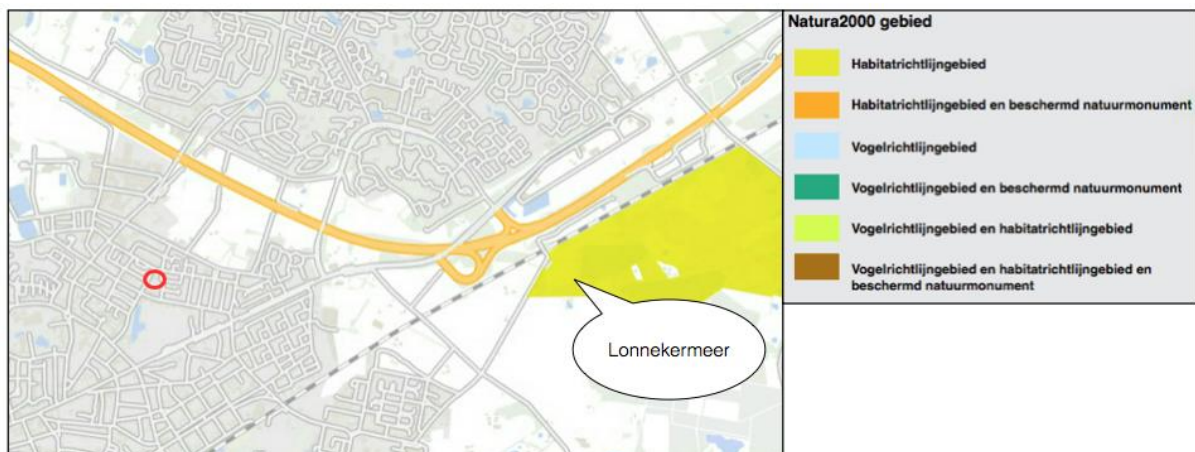 Natura2000 gebied
Habitatrichtlijngebied
Habitatrichtlijngebied en beschermd natuurmonument
Vogelrichtlijngebied
Vogelrichtlijngebied en beschermd natuurmonument
Vogelrichtlijngebied en habitatrichtlijngebied
Vogelrichtlijngebied en habitatrichtlijngebied en
beschermd natuurmonument
Lonnekermeer